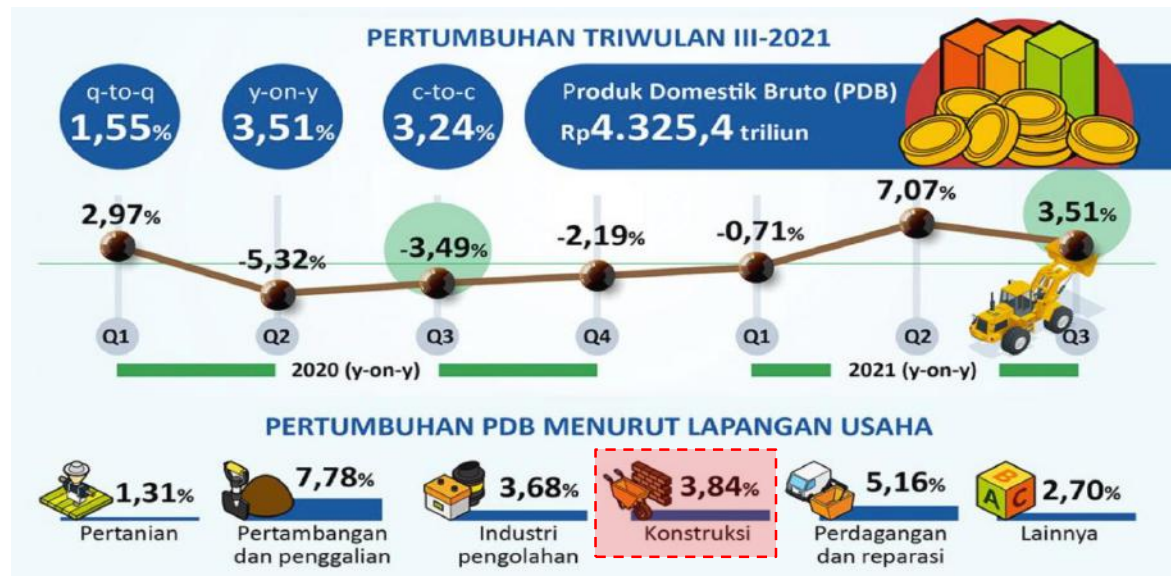 PERTUMBUHAN TRIWULAN III-2021
q-to-q
1,55%
y-on-y
3,51%
c-to-c
3,24%
Produk Domestik Bruto (PDB)
Rp4.325,4 triliun
2,97%
-5,32%
-3,49%
-2,19%
-0,71%
7,07%
3,51%
Q1
Q2
Q3
Q4
Q1
Q2
Q3
2020 (y-on-y)
2021 (y-on-y)
PERTUMBUHAN PDB MENURUT LAPANGAN USAHA
1,31%
Pertanian
7,78%
Pertambangan
dan penggalian
3,68%
Industri
pengolahan
3,84%
Konstruksi
5,16%
Perdagangan
dan reparasi
A
B
C
2,70%
Lainnya